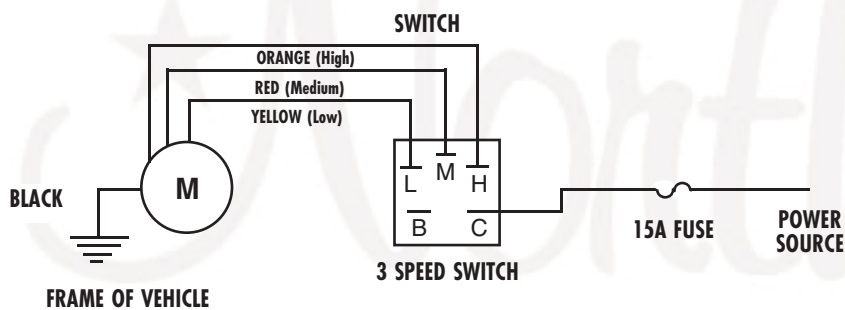 SWITCH
ORANGE (High)
RED (Medium)
YELLOW (Low)
L M H
B C
M
BLACK
15A FUSE
POWER
SOURCE
3 SPEED SWITCH
FRAME OF VEHICLE